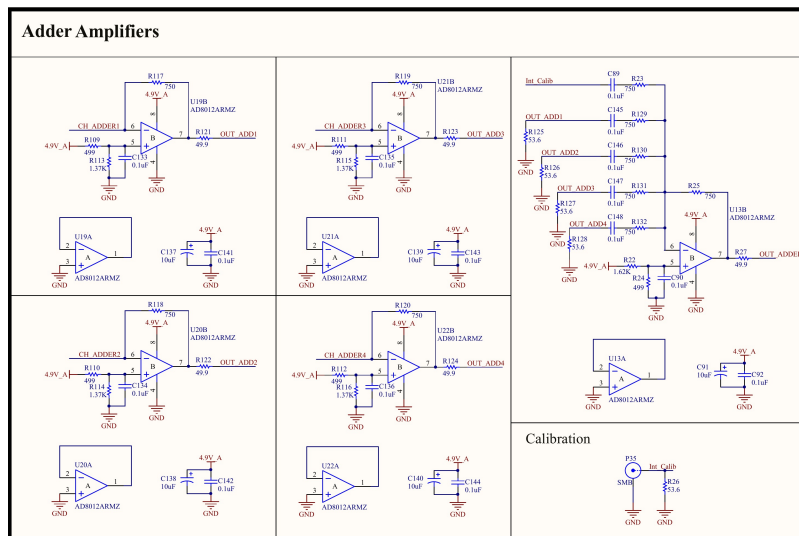 Adder Amplifiers
R117
750
4.9V_A
U19B
AD8012ARMZ
8
CH_ADDER1
6
B
7
R121
49.9
OUT_ADD1
5
4
4.9V_A
R109
499
R113
1.37K
C133
0.1uF
GND
GND
U19A
2
3
A
1
AD8012ARMZ
GND
4.9V_A
C137
10uF
C141
0.1uF
GND
R119
750
4.9V_A
U21B
AD8012ARMZ
8
CH_ADDER3
6
B
7
R123
49.9
OUT_ADD3
5
4
4.9V_A
R111
499
R115
1.37K
C135
0.1uF
GND
GND
U21A
2
3
A
1
AD8012ARMZ
GND
4.9V_A
C139
10uF
C143
0.1uF
GND
Int_Calib
C89
0.1uF
R23
750
OUT_ADD1
C145
0.1uF
R129
750
R125
53.6
GND
OUT_ADD2
C146
0.1uF
R130
750
R126
53.6
GND
OUT_ADD3
C147
0.1uF
R131
750
R127
53.6
GND
OUT_ADD4
C148
0.1uF
R132
750
R128
53.6
GND
R25
750
U13B
AD8012ARMZ
4.9V_A
8
6
B
7
R27
49.9
OUT_ADDER
5
4
4.9V_A
R22
1.62K
R24
499
C90
0.1uF
GND
GND
U13A
2
3
A
1
AD8012ARMZ
GND
4.9V_A
C91
10uF
C92
0.1uF
GND
R118
750
4.9V_A
U20B
AD8012ARMZ
8
CH_ADDER2
6
B
7
R122
49.9
OUT_ADD2
5
4
4.9V_A
R110
499
R114
1.37K
C134
0.1uF
GND
GND
U20A
2
3
A
1
AD8012ARMZ
GND
4.9V_A
C138
10uF
C142
0.1uF
GND
R120
750
4.9V_A
U22B
AD8012ARMZ
8
CH_ADDER4
6
B
7
R124
49.9
OUT_ADD4
5
4
4.9V_A
R112
499
R116
1.37K
C136
0.1uF
GND
GND
U22A
2
3
A
1
AD8012ARMZ
GND
4.9V_A
C140
10uF
C144
0.1uF
GND
Calibration
P35
SMB
Int_Calib
R26
53.6
GND
GND